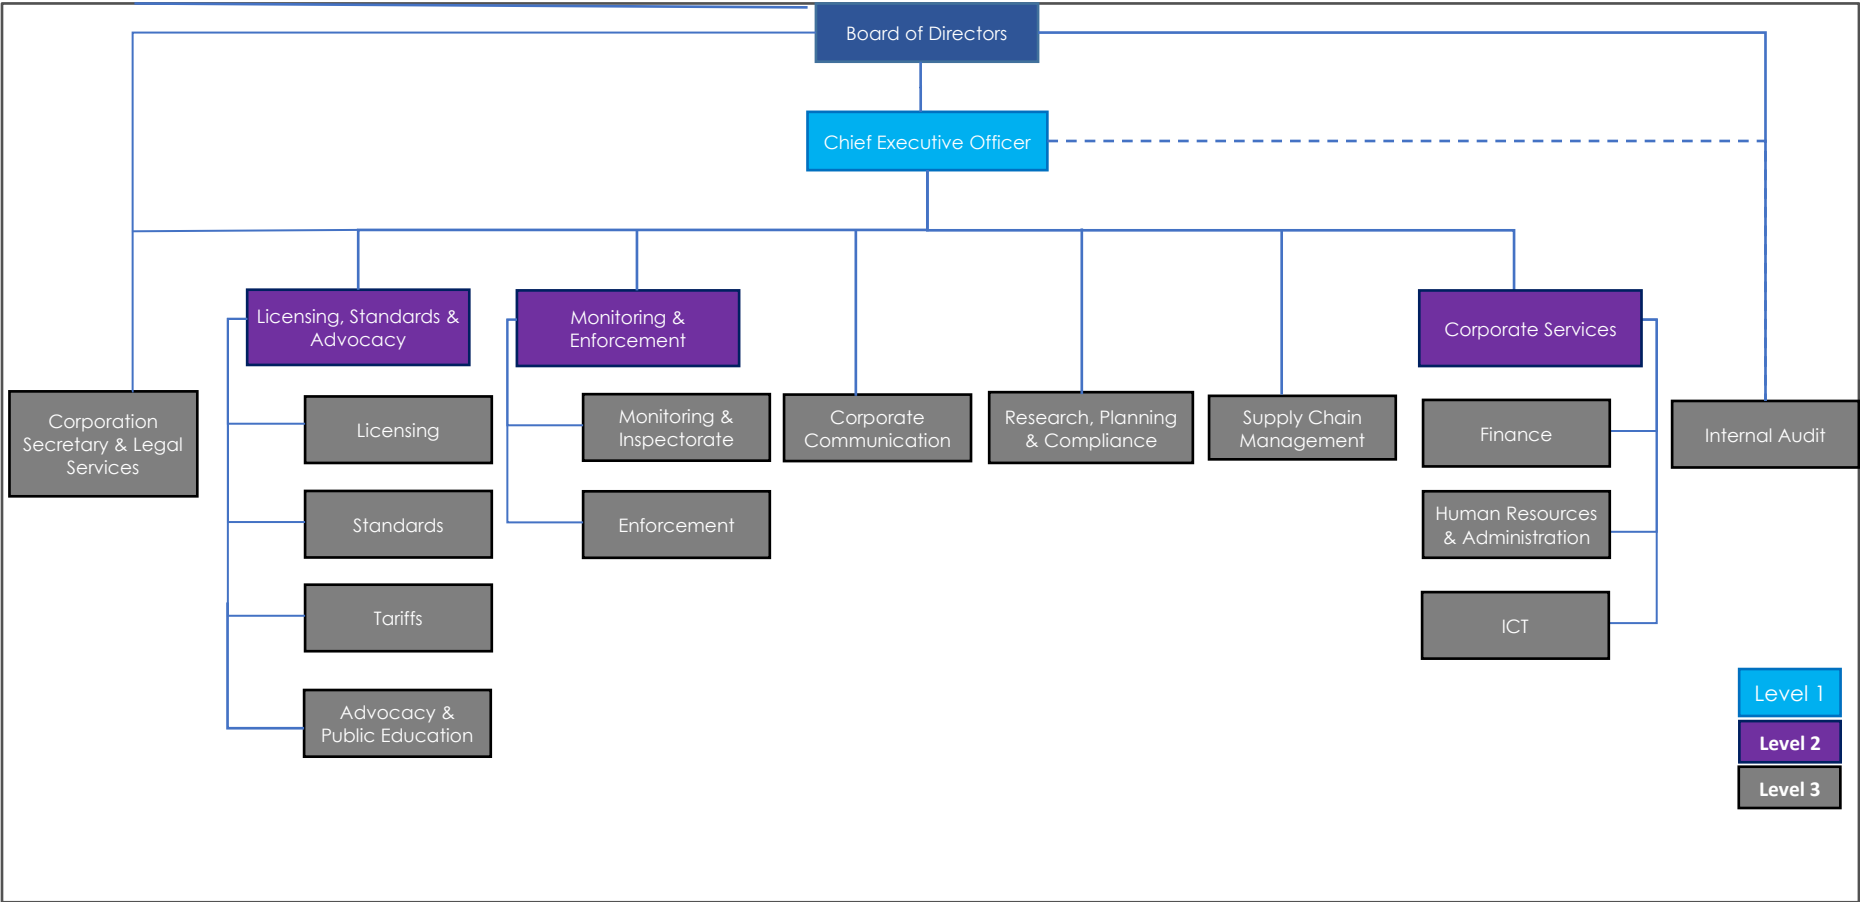 Board of Directors
Chief Executive Officer
Licensing, Standards &
Advocacy
Monitoring &
Enforcement
Corporate Services
Corporation
Secretary & Legal
Services
Licensing
Monitoring &
Inspectorate
Corporate
Communication
Research, Planning
& Compliance
Supply Chain
Management
Finance
Internal Audit
Standards
Enforcement
Human Resources
& Administration
Tariffs
ICT
Advocacy &
Public Education
Level 1
Level 2
Level 3